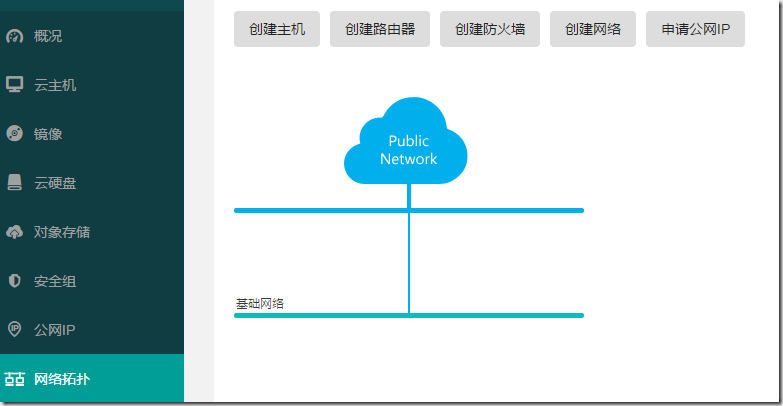 概况
云主机
镜像
云硬盘
对象存储
安全组
公网IP
网络拓扑
创建主机 创建路由器 创建防火墙 创建网络 申请公网IP
Public
Network
基础网络